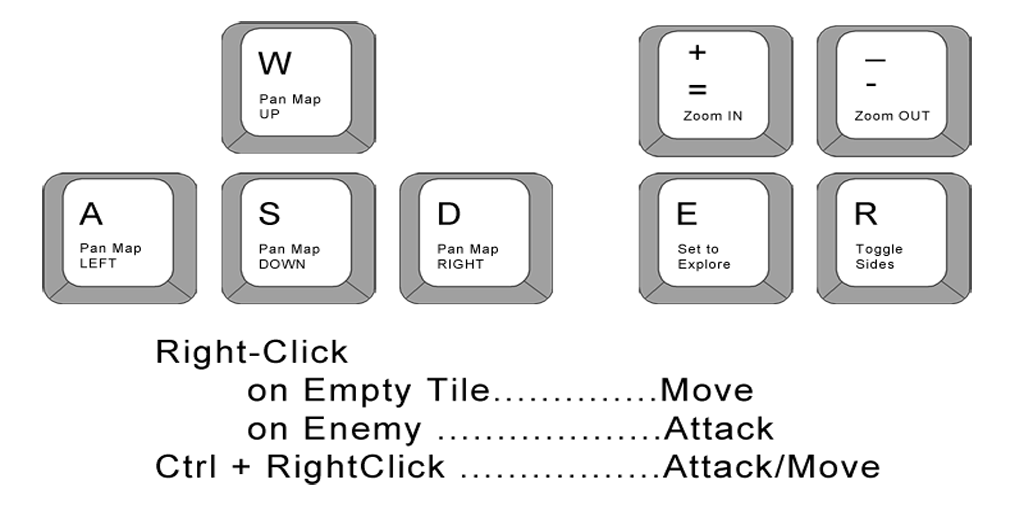 W
Pan Map
UP
+
=
Zoom IN
_
-
Zoom OUT
A
Pan Map
LEFT
S
Pan Map
DOWN
D
Pan Map
RIGHT
E
Set to
Explore
R
Toggle
Sides
Right-Click
on Empty Tile..............Move
on Enemy ....................Attack
Ctrl + RightClick ..................Attack/Move